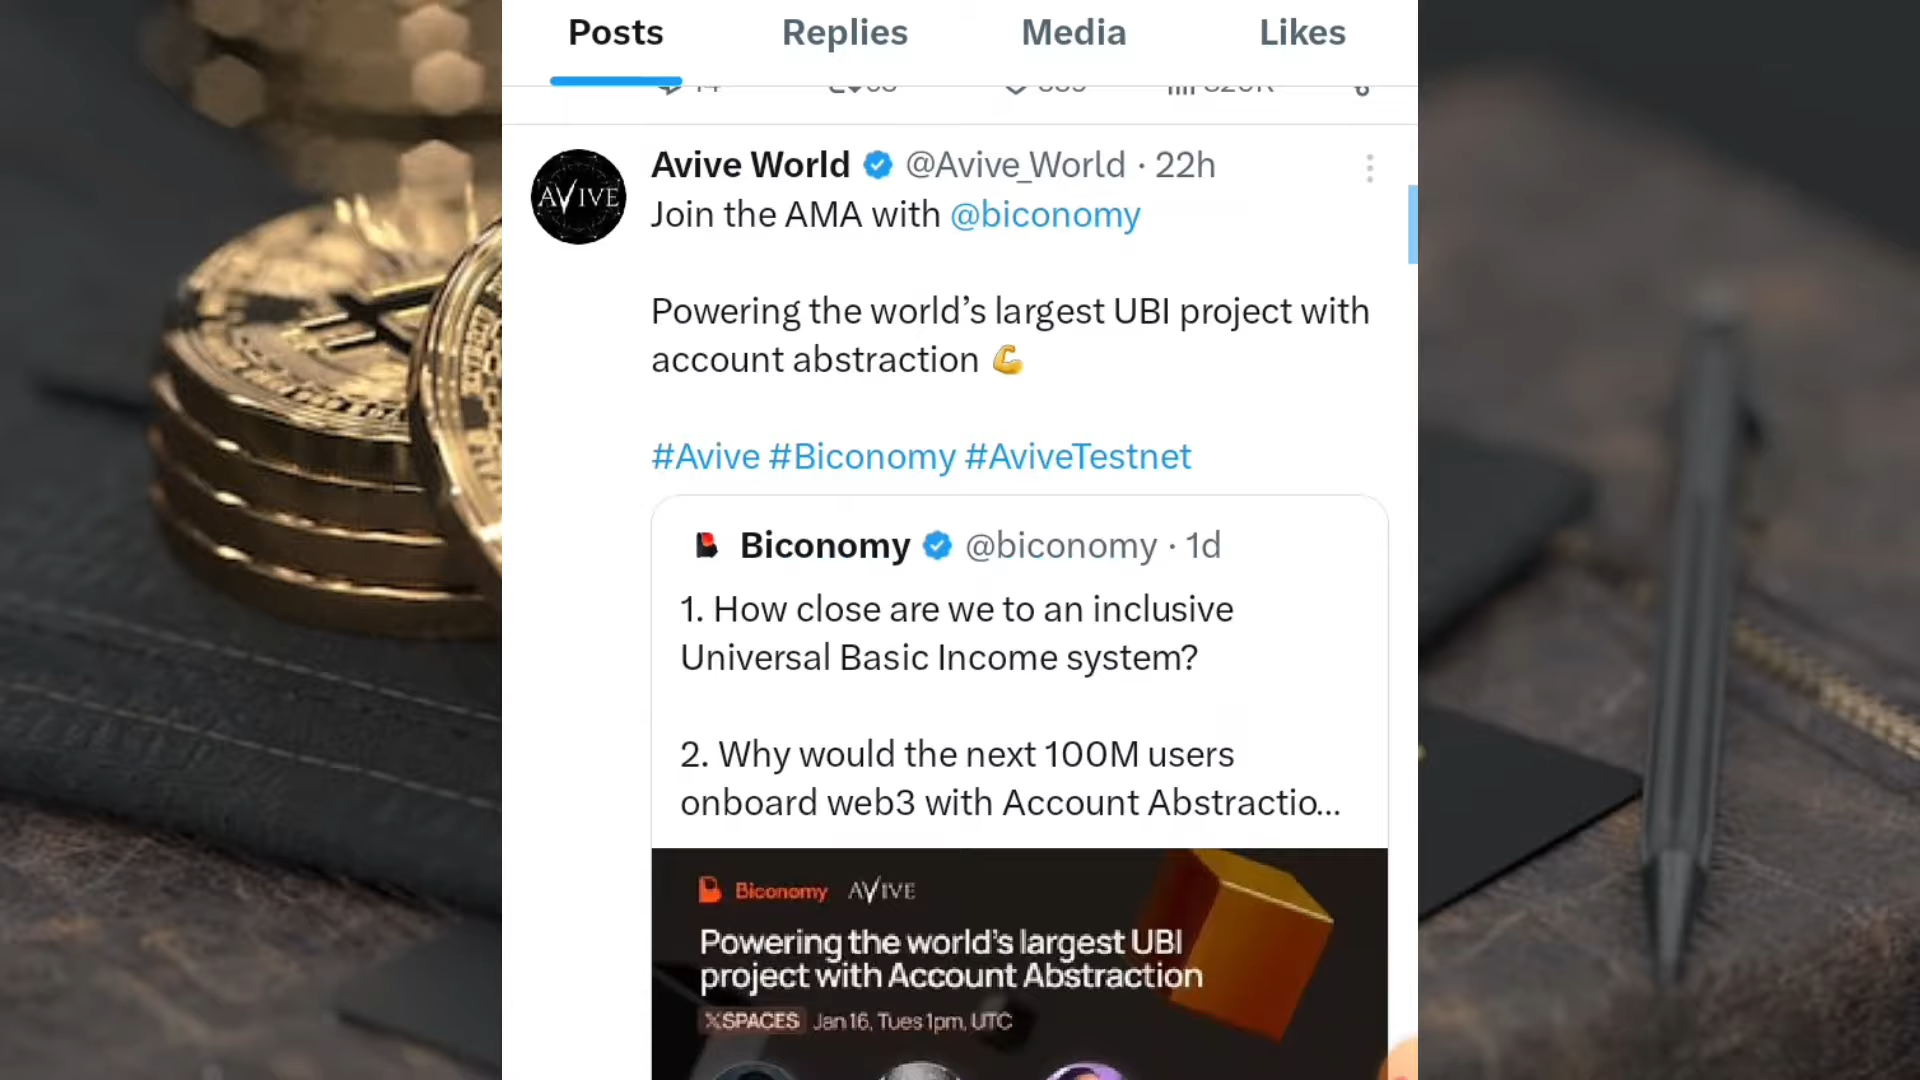 Posts Replies Media Likes
AVIVE
Avive World @Avive_World · 22h
Join the AMA with @biconomy
Powering the world’s largest UBI project with
account abstraction 💪
#Avive #Biconomy #AviveTestnet
Biconomy @biconomy · 1d
1. How close are we to an inclusive
Universal Basic Income system?
2. Why would the next 100M users
onboard web3 with Account Abstractio...
Biconomy AVIVE
Powering the world’s largest UBI
project with Account Abstraction
XSPACES Jan 16, Tues 1pm, UTC